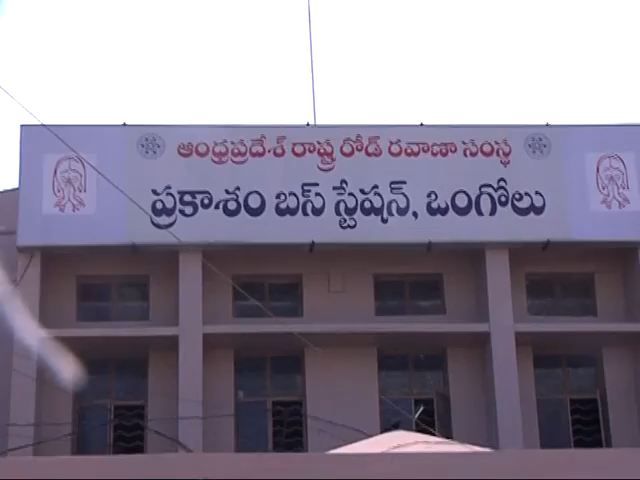 ఆంధ్రప్రదేశ్ రాష్ట్ర రోడ్ రవాణా సంస్థ
ప్రకాశం బస్ స్టేషన్, ఒంగోలు